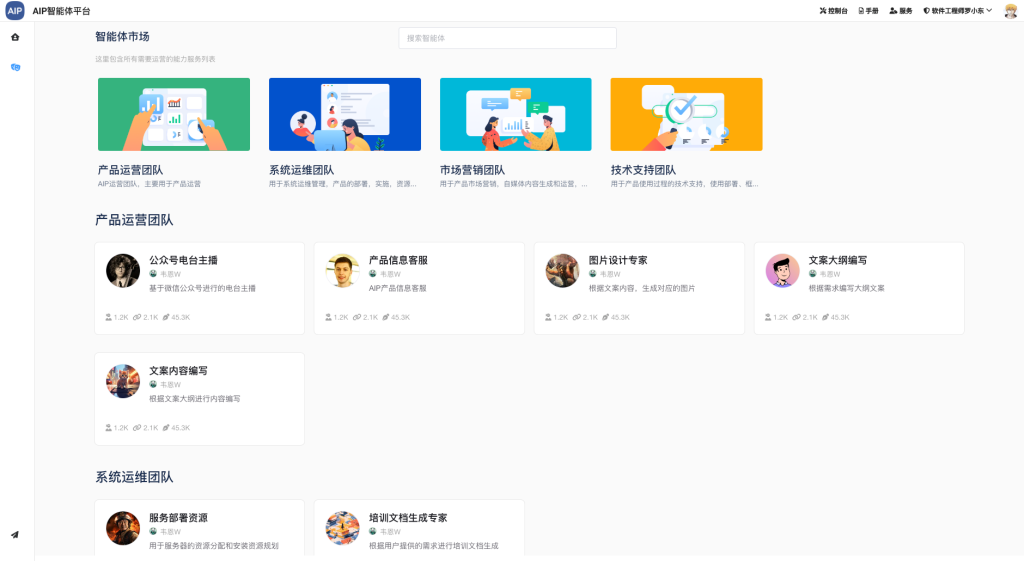 AIP AIP智能体平台 控制台 手册 服务 软件工程师罗小东
智能体市场
搜索智能体
这里包含所有需要运营的能力服务列表
产品运营团队 系统运维团队 市场营销团队 技术支持团队
AIP运营团队，主要用于产品运营 用于系统运维管理，产品的部署，实施，资源... 用于产品市场营销，自媒体内容生成和运营，... 用于产品使用过程的技术支持，使用部署，框...
产品运营团队
公众号电台主播 产品信息客服 图片设计专家 文案大纲编写
韦恩W 韦恩W 韦恩W 韦恩W
基于微信公众号进行的电台主播 AIP产品信息客服 根据文案内容，生成对应的图片 根据需求编写大纲文案
1.2K 2.1K 45.3K 1.2K 2.1K 45.3K 1.2K 2.1K 45.3K 1.2K 2.1K 45.3K
文案内容编写
韦恩W
根据文案大纲进行内容编写
1.2K 2.1K 45.3K
系统运维团队
服务部署资源 培训文档生成专家
韦恩W 韦恩W
用于服务器的资源分配和安装资源规划 根据用户提供的需求进行培训文档生成